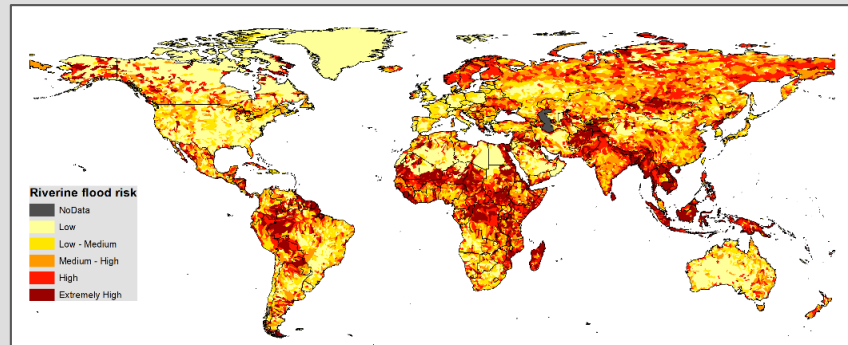 Riverine flood risk
NoData
Low
Low - Medium
Medium - High
High
Extremely High